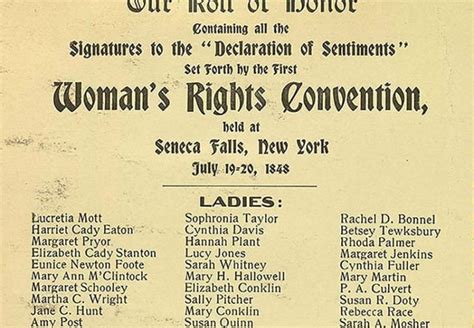 Our Roll of Honor
Containing all the
Signatures to the "Declaration of Sentiments"
Set Forth by the First
Woman's Rights Convention,
held at
Seneca Falls, New York
July 19-20, 1848
LADIES:
Lucretia Mott
Harriet Cady Eaton
Margaret Pryor
Elizabeth Cady Stanton
Eunice Newton Foote
Mary Ann M'Clintock
Margaret Schooley
Martha C. Wright
Jane C. Hunt
Amy Post
Sophronia Taylor
Cynthia Davis
Hannah Plant
Lucy Jones
Sarah Whitney
Mary H. Hallowell
Elizabeth Conklin
Sally Pitcher
Mary Conklin
Susan Quinn
Rachel D. Bonnel
Betsey Tewksbury
Rhoda Palmer
Margaret Jenkins
Cynthia Fuller
Mary Martin
P. A. Culvert
Susan R. Doty
Rebecca Race
Sarah A. Mosher